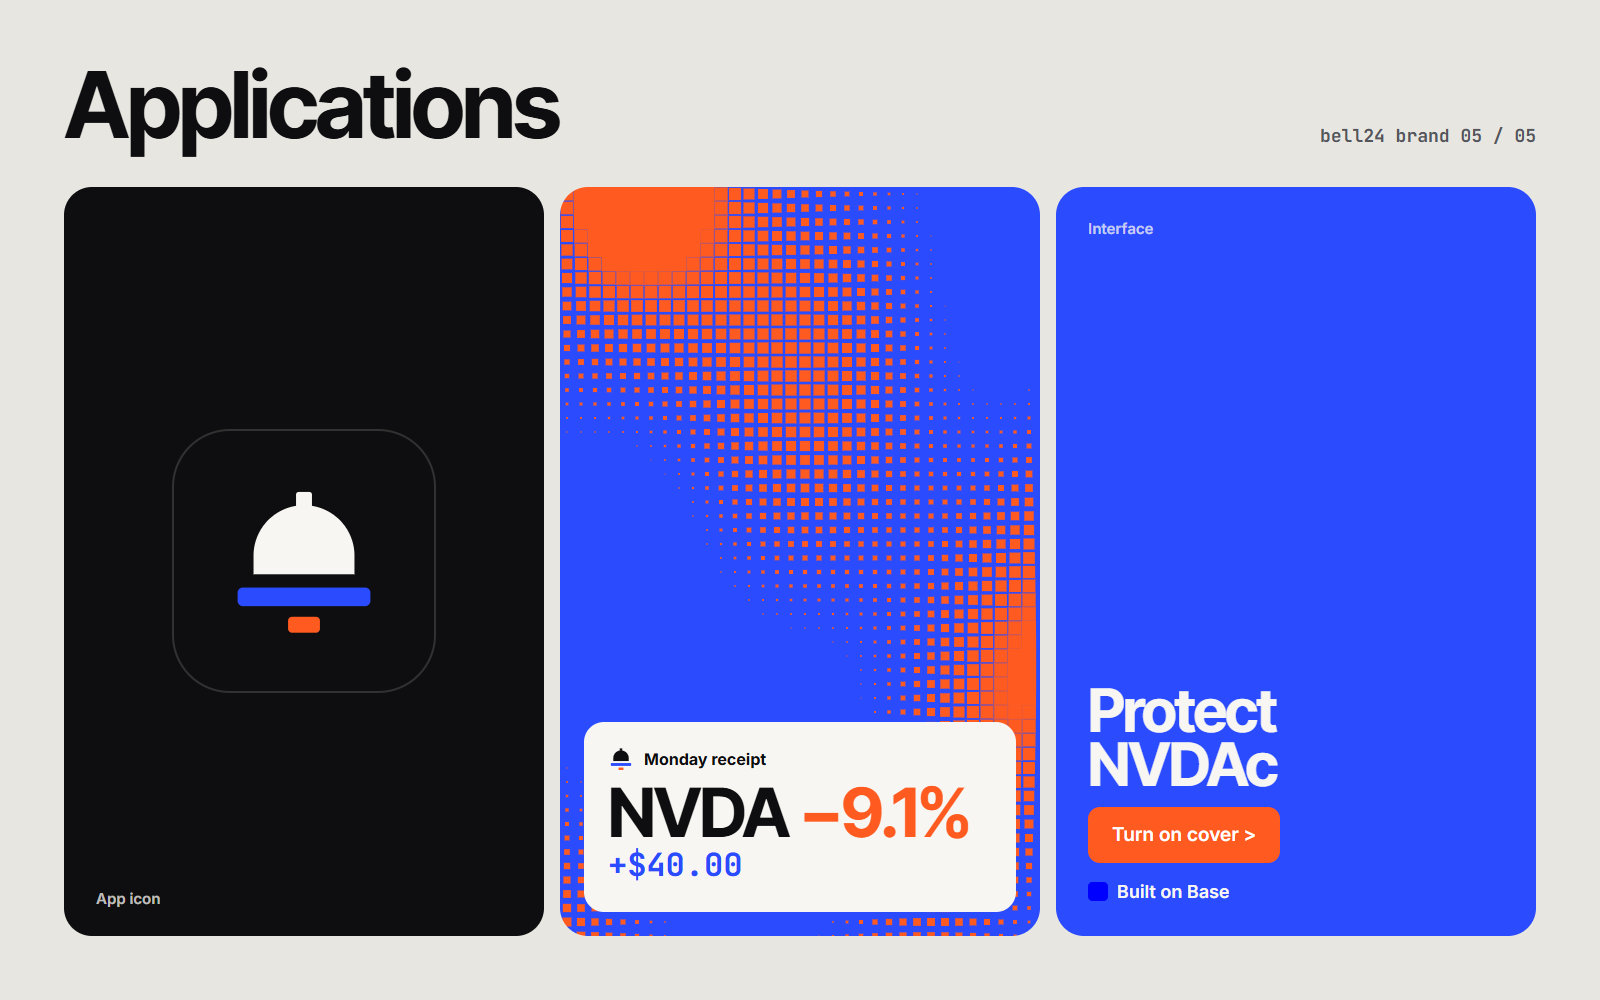 Applications
bell24 brand 05 / 05
App icon
Monday receipt
NVDA –9.1%
+$40.00
Interface
Protect
NVDAc
Turn on cover >
Built on Base